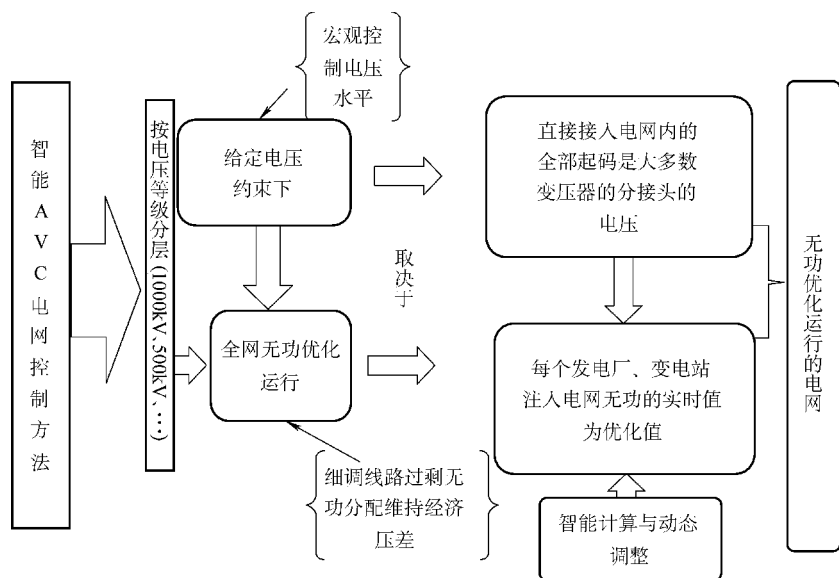 智能AVC电网控制方法
按电压等级分层(1000kV、500kV、…)
宏观控
制电压
水平
给定电压
约束下
全网无功优化
运行
细调线路过剩无
功分配维持经济
压差
取决于
直接接入电网内的
全部起码是大多数
变压器的分接头的
电压
每个发电厂、变电站
注入电网无功的实时值
为优化值
智能计算与动态
调整
无功优化运行的电网